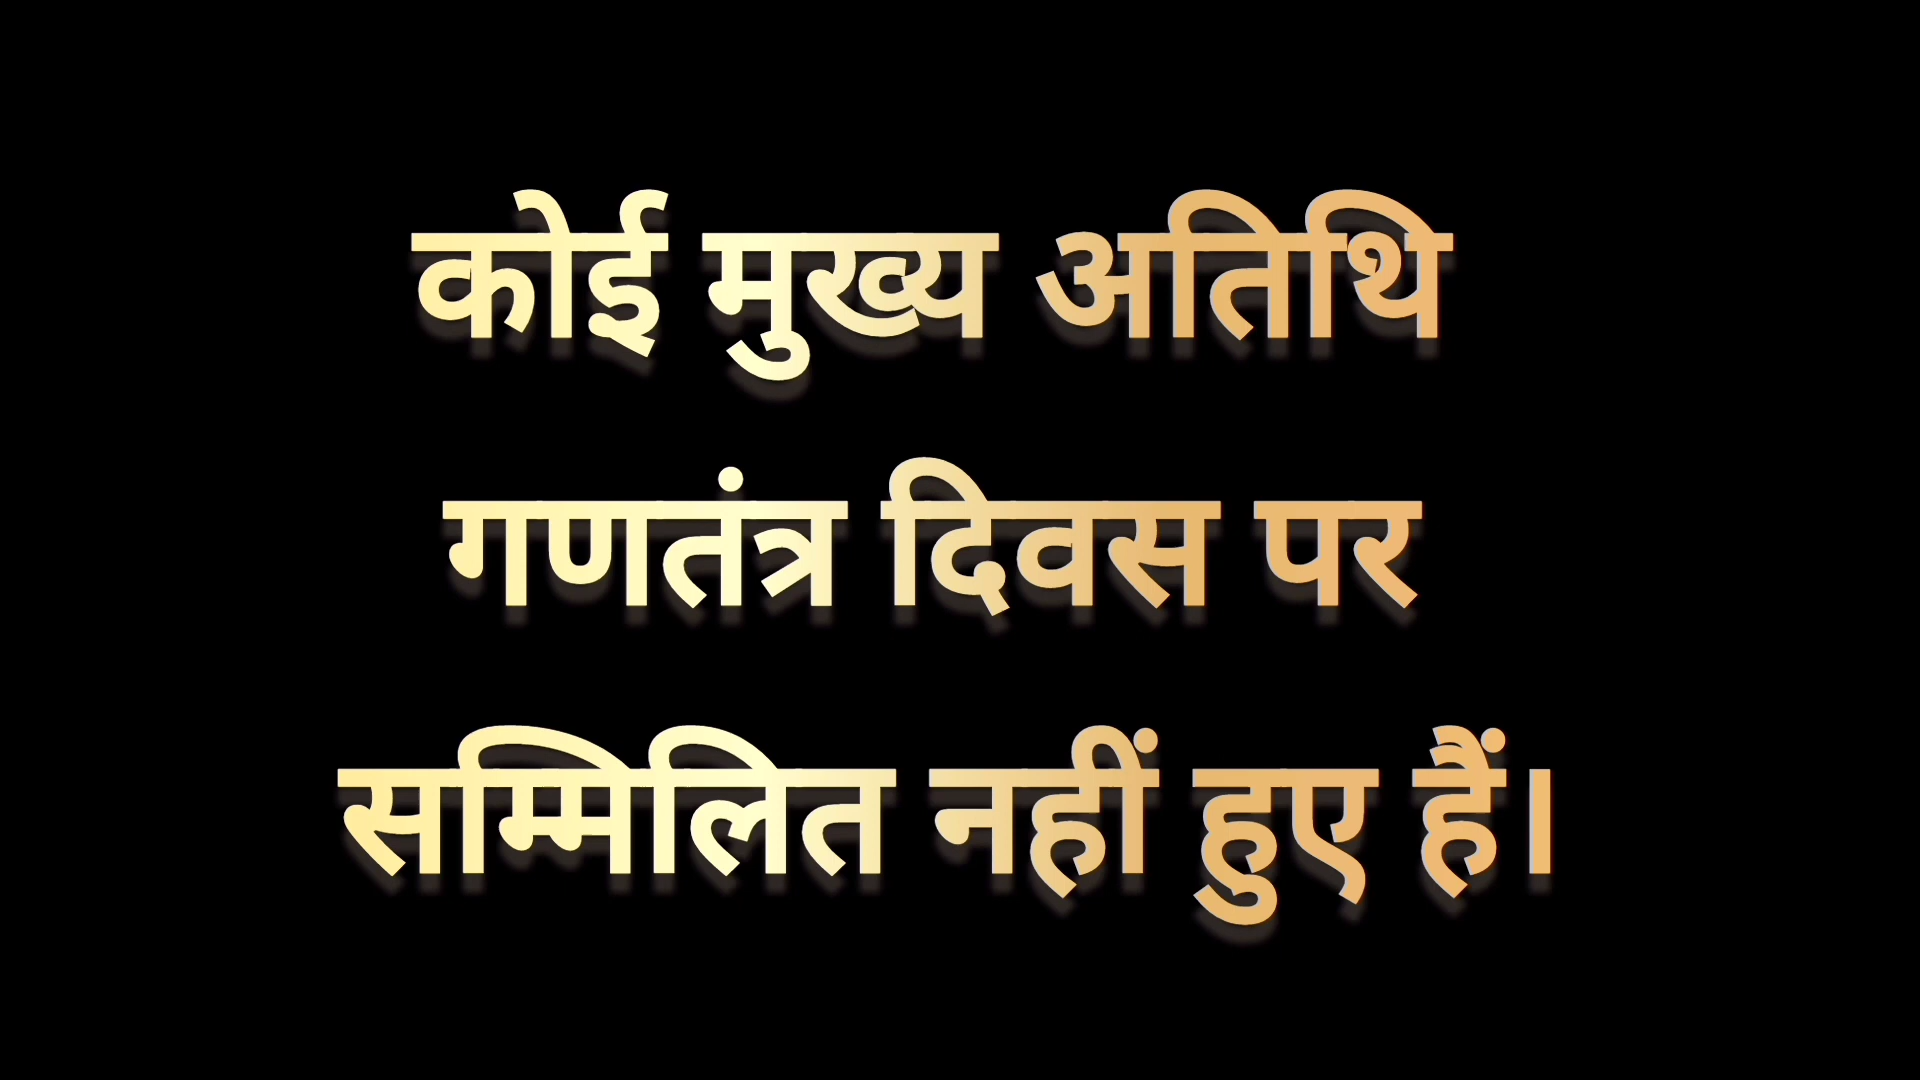 कोई मुख्य अतिथि
गणतंत्र दिवस पर
सम्मिलित नहीं हुए हैं।